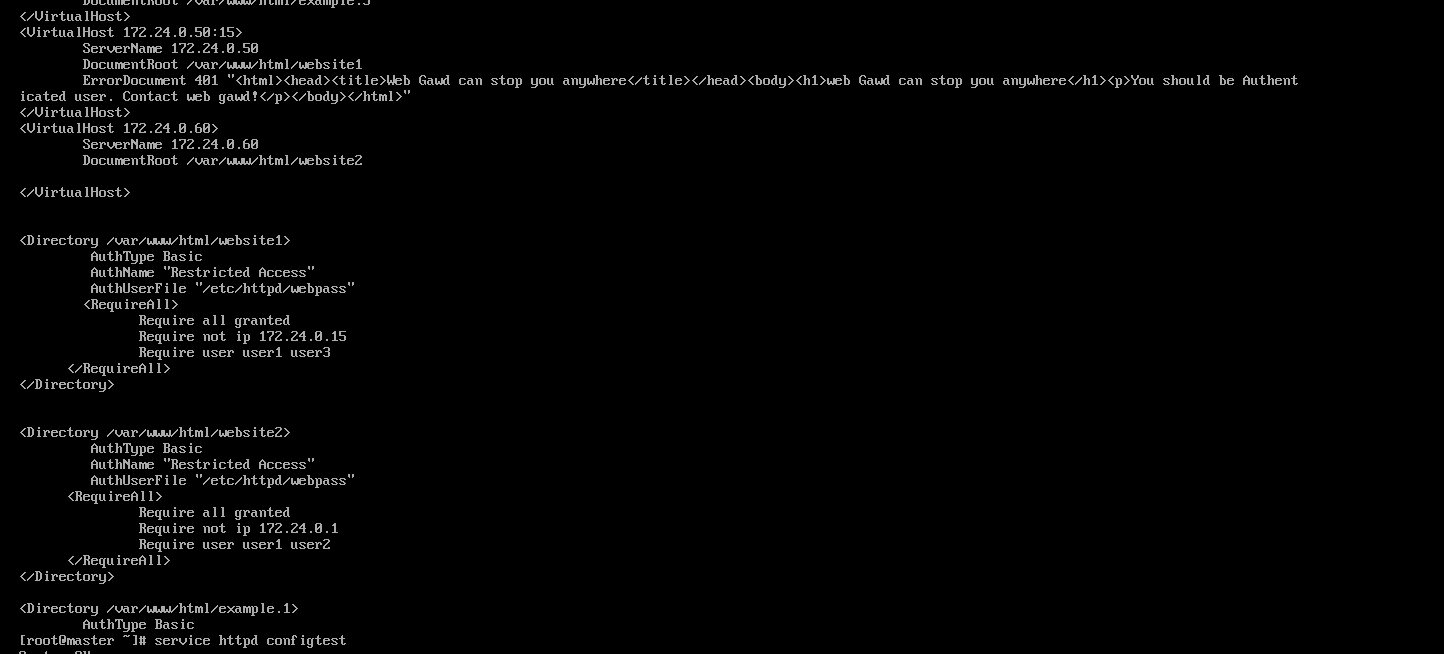 DocumentRoot /var/www/html/example.3
</VirtualHost>
<VirtualHost 172.24.0.50:15>
ServerName 172.24.0.50
DocumentRoot /var/www/html/website1
ErrorDocument 401 "<html><head><title>Web Gawd can stop you anywhere</title></head><body><h1>web Gawd can stop you anywhere</h1><p>You should be Authent
icated user. Contact web gawd!</p></body></html>"
</VirtualHost>
<VirtualHost 172.24.0.60>
ServerName 172.24.0.60
DocumentRoot /var/www/html/website2
</VirtualHost>
<Directory /var/www/html/website1>
AuthType Basic
AuthName "Restricted Access"
AuthUserFile "/etc/httpd/webpass"
<RequireAll>
Require all granted
Require not ip 172.24.0.15
Require user user1 user3
</RequireAll>
</Directory>
<Directory /var/www/html/website2>
AuthType Basic
AuthName "Restricted Access"
AuthUserFile "/etc/httpd/webpass"
<RequireAll>
Require all granted
Require not ip 172.24.0.1
Require user user1 user2
</RequireAll>
</Directory>
<Directory /var/www/html/example.1>
AuthType Basic
[root@master ~]# service httpd configtest